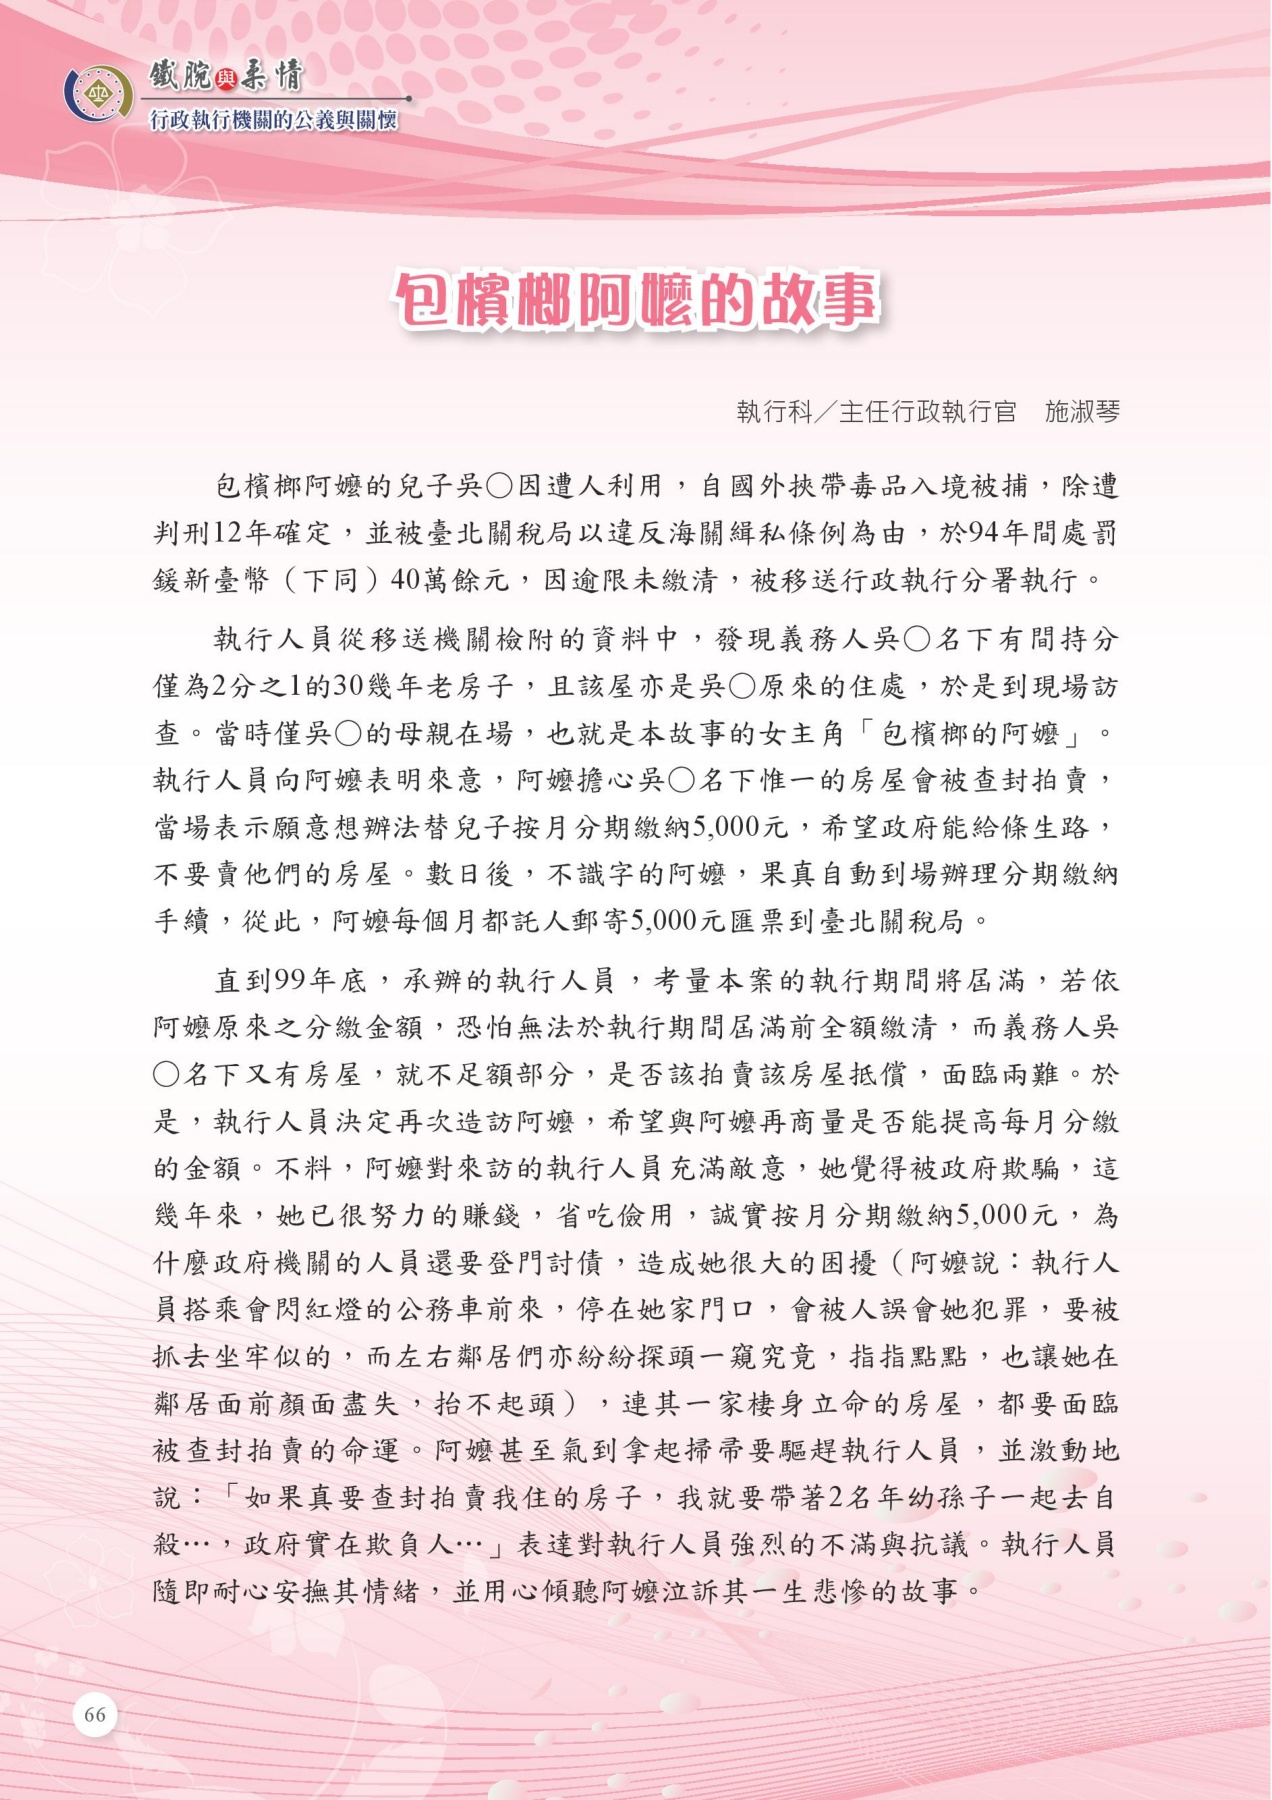 鐵腕與柔情
行政執行機關的公義與關懷
包檳榔阿嬤的故事
執行科／主任行政執行官　施淑琴
包檳榔阿嬤的兒子吳○因遭人利用，自國外挾帶毒品入境被捕，除遭
判刑12年確定，並被臺北關稅局以違反海關緝私條例為由，於94年間處罰
鍰新臺幣（下同）40萬餘元，因逾限未繳清，被移送行政執行分署執行。
執行人員從移送機關檢附的資料中，發現義務人吳○名下有間持分
僅為2分之1的30幾年老房子，且該屋亦是吳○原來的住處，於是到現場訪
查。當時僅吳○的母親在場，也就是本故事的女主角「包檳榔的阿嬤」。
執行人員向阿嬤表明來意，阿嬤擔心吳○名下惟一的房屋會被查封拍賣，
當場表示願意想辦法替兒子按月分期繳納5,000元，希望政府能給條生路，
不要賣他們的房屋。數日後，不識字的阿嬤，果真自動到場辦理分期繳納
手續，從此，阿嬤每個月都託人郵寄5,000元匯票到臺北關稅局。
直到99年底，承辦的執行人員，考量本案的執行期間將屆滿，若依
阿嬤原來之分繳金額，恐怕無法於執行期間屆滿前全額繳清，而義務人吳
○名下又有房屋，就不足額部分，是否該拍賣該房屋抵償，面臨兩難。於
是，執行人員決定再次造訪阿嬤，希望與阿嬤再商量是否能提高每月分繳
的金額。不料，阿嬤對來訪的執行人員充滿敵意，她覺得被政府欺騙，這
幾年來，她已很努力的賺錢，省吃儉用，誠實按月分期繳納5,000元，為
什麼政府機關的人員還要登門討債，造成她很大的困擾（阿嬤說：執行人
員搭乘會閃紅燈的公務車前來，停在她家門口，會被人誤會她犯罪，要被
抓去坐牢似的，而左右鄰居們亦紛紛探頭一窺究竟，指指點點，也讓她在
鄰居面前顏面盡失，抬不起頭），連其一家棲身立命的房屋，都要面臨
被查封拍賣的命運。阿嬤甚至氣到拿起掃帚要驅趕執行人員，並激動地
說：「如果真要查封拍賣我住的房子，我就要帶著2名年幼孫子一起去自
殺…，政府實在欺負人…」表達對執行人員強烈的不滿與抗議。執行人員
隨即耐心安撫其情緒，並用心傾聽阿嬤泣訴其一生悲慘的故事。
66